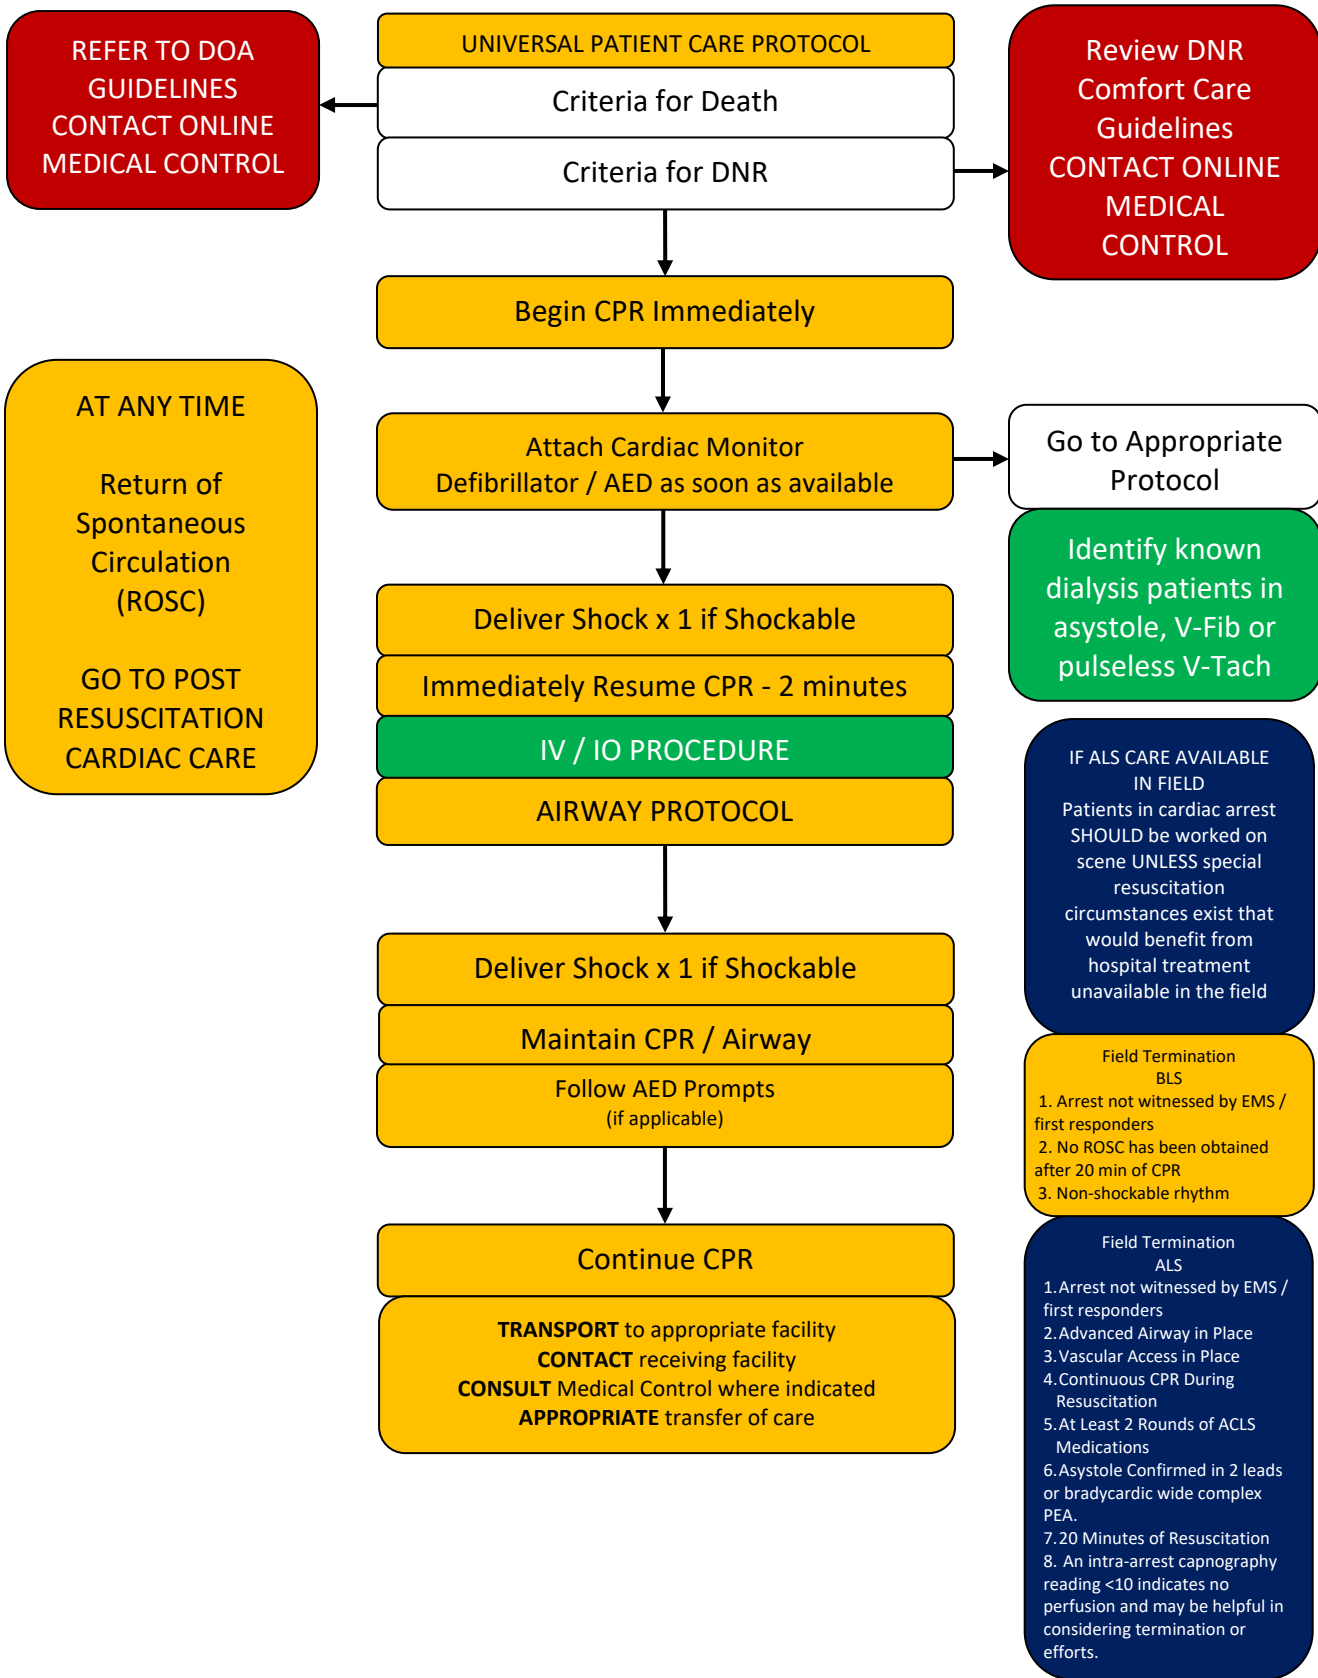 REFER TO DOA
GUIDELINES
CONTACT ONLINE
MEDICAL CONTROL
UNIVERSAL PATIENT CARE PROTOCOL
Criteria for Death
Criteria for DNR
Review DNR
Comfort Care
Guidelines
CONTACT ONLINE
MEDICAL
CONTROL
Begin CPR Immediately
AT ANY TIME
Return of
Spontaneous
Circulation
(ROSC)
GO TO POST
RESUSCITATION
CARDIAC CARE
Attach Cardiac Monitor
Defibrillator / AED as soon as available
Go to Appropriate
Protocol
Identify known
dialysis patients in
asystole, V-Fib or
pulseless V-Tach
Deliver Shock x 1 if Shockable
Immediately Resume CPR - 2 minutes
IV / IO PROCEDURE
AIRWAY PROTOCOL
IF ALS CARE AVAILABLE
IN FIELD
Patients in cardiac arrest
SHOULD be worked on
scene UNLESS special
resuscitation
circumstances exist that
would benefit from
hospital treatment
unavailable in the field
Deliver Shock x 1 if Shockable
Maintain CPR / Airway
Follow AED Prompts
(if applicable)
Field Termination
BLS
1. Arrest not witnessed by EMS /
first responders
2. No ROSC has been obtained
after 20 min of CPR
3. Non-shockable rhythm
Continue CPR
TRANSPORT to appropriate facility
CONTACT receiving facility
CONSULT Medical Control where indicated
APPROPRIATE transfer of care
Field Termination
ALS
1.Arrest not witnessed by EMS /
first responders
2.Advanced Airway in Place
3.Vascular Access in Place
4.Continuous CPR During
Resuscitation
5.At Least 2 Rounds of ACLS
Medications
6.Asystole Confirmed in 2 leads
or bradycardic wide complex
PEA.
7.20 Minutes of Resuscitation
8. An intra-arrest capnography
reading <10 indicates no
perfusion and may be helpful in
considering termination or
efforts.